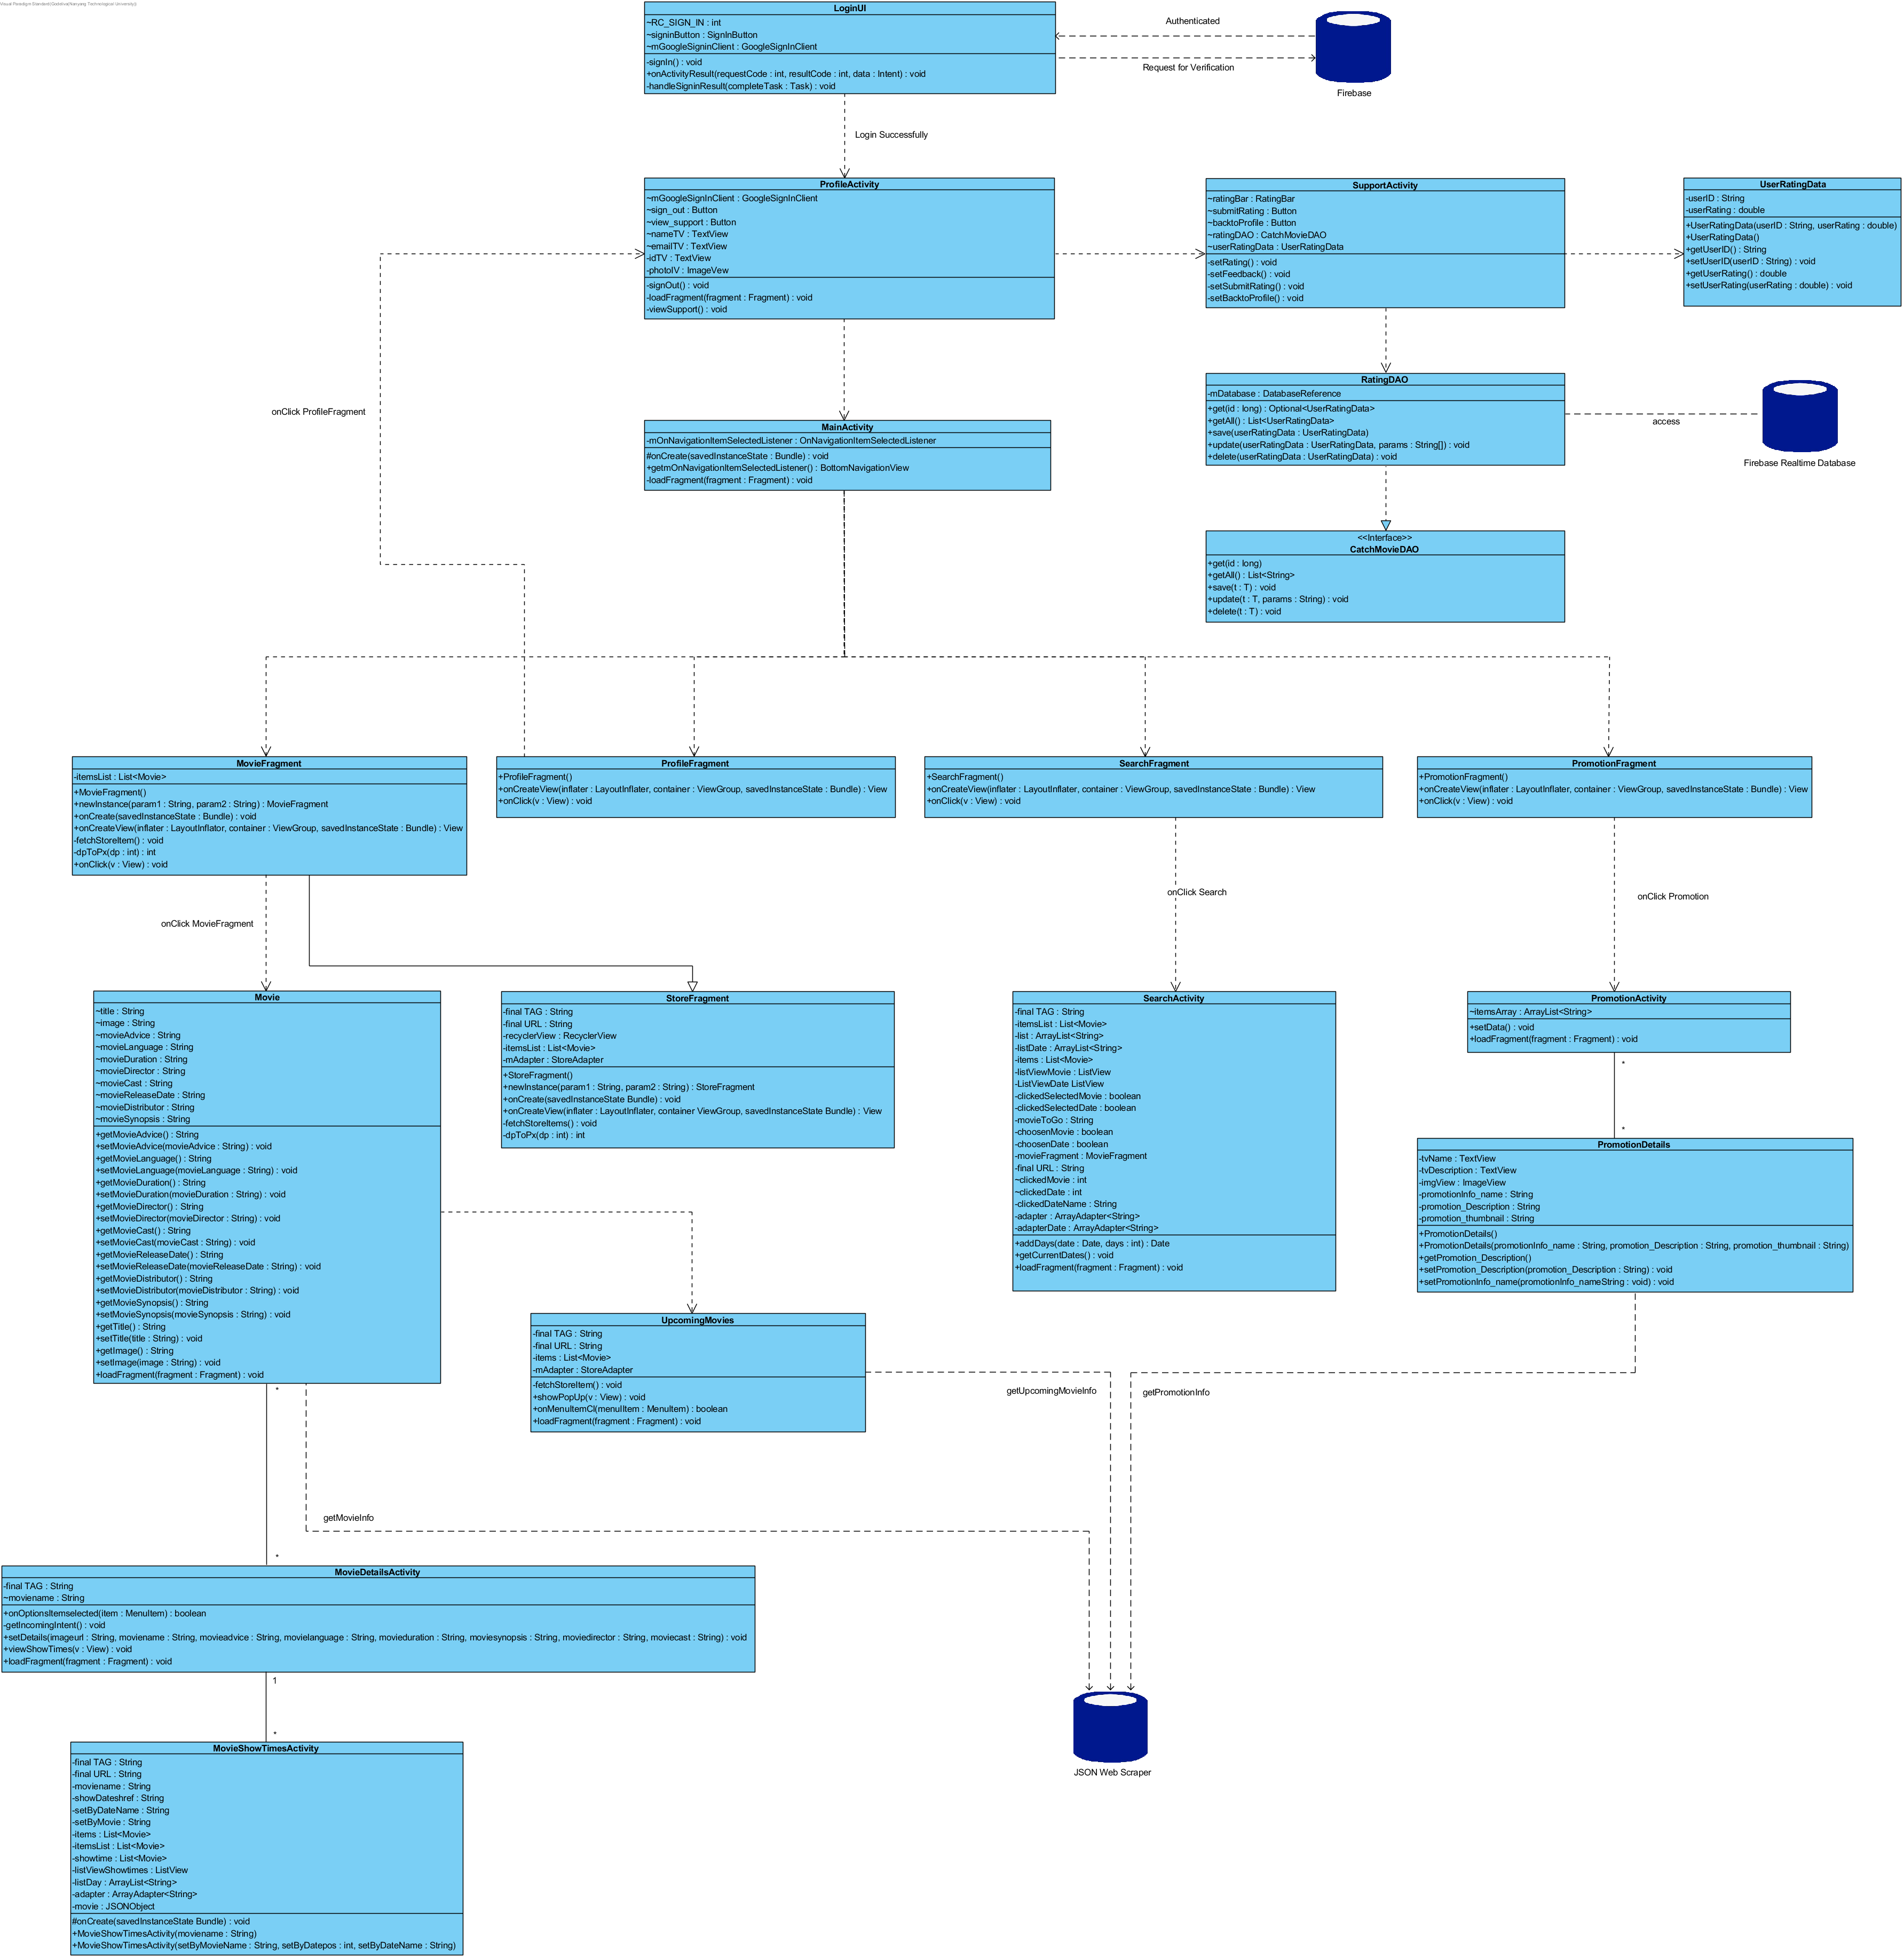 Visual Paradigm Standard(Glaistina(Nanyang Technological University))
LoginUI
~RC_SIGN_IN : int
~signinButton : SignInButton
~mGoogleSigninClient : GoogleSignInClient
-signIn() : void
+onActivityResult(requestCode : int, resultCode : int, data : Intent) : void
-handleSigninResult(completeTask : Task) : void
Authenticated
Request for Verification
Firebase
Login Successfully
ProfileActivity
~mGoogleSignInClient : GoogleSignInClient
~sign_out : Button
~view_support : Button
~nameTV : TextView
~emailTV : TextView
-idTV : TextView
-photoIV : ImageVew
-signOut() : void
-loadFragment(fragment : Fragment) : void
-viewSupport() : void
SupportActivity
~ratingBar : RatingBar
~submitRating : Button
~backtoProfile : Button
~ratingDAO : CatchMovieDAO
~userRatingData : UserRatingData
-setRating() : void
-setFeedback() : void
-setSubmitRating() : void
-setBacktoProfile() : void
UserRatingData
-userID : String
-userRating : double
+UserRatingData(userID : String, userRating : double)
+UserRatingData()
+getUserID() : String
+setUserID(userID : String) : void
+getUserRating() : double
+setUserRating(userRating : double) : void
onClick ProfileFragment
MainActivity
-mOnNavigationItemSelectedListener : OnNavigationItemSelectedListener
#onCreate(savedInstanceState : Bundle) : void
+getmOnNavigationItemSelectedListener() : BottomNavigationView
-loadFragment(fragment : Fragment) : void
RatingDAO
-mDatabase : DatabaseReference
+get(id : long) : Optional<UserRatingData>
+getAll() : List<UserRatingData>
+save(userRatingData : UserRatingData)
+update(userRatingData : UserRatingData, params : String[]) : void
+delete(userRatingData : UserRatingData) : void
access
Firebase Realtime Database
<<Interface>>
CatchMovieDAO
+get(id : long)
+getAll() : List<String>
+save(t : T) : void
+update(t : T, params : String) : void
+delete(t : T) : void
MovieFragment
-itemsList : List<Movie>
+MovieFragment()
+newInstance(param1 : String, param2 : String) : MovieFragment
+onCreate(savedInstanceState : Bundle) : void
+onCreateView(inflater : LayoutInflator, container : ViewGroup, savedInstanceState : Bundle) : View
-fetchStoreItem() : void
-dpToPx(dp : int) : int
+onClick(v : View) : void
ProfileFragment
+ProfileFragment()
+onCreateView(inflater : LayoutInflater, container : ViewGroup, savedInstanceState : Bundle) : View
+onClick(v : View) : void
SearchFragment
+SearchFragment()
+onCreateView(inflater : LayoutInflater, container : ViewGroup, savedInstanceState : Bundle) : View
+onClick(v : View) : void
PromotionFragment
+PromotionFragment()
+onCreateView(inflater : LayoutInflater, container : ViewGroup, savedInstanceState : Bundle) : View
+onClick(v : View) : void
onClick MovieFragment
onClick Search
onClick Promotion
Movie
~title : String
~image : String
~movieAdvice : String
~movieLanguage : String
~movieDuration : String
~movieDirector : String
~movieCast : String
~movieReleaseDate : String
~movieDistributor : String
~movieSynopsis : String
+getMovieAdvice() : String
+setMovieAdvice(movieAdvice : String) : void
+getMovieLanguage() : String
+setMovieLanguage(movieLanguage : String) : void
+getMovieDuration() : String
+setMovieDuration(movieDuration : String) : void
+getMovieDirector() : String
+setMovieDirector(movieDirector : String) : void
+getMovieCast() : String
+setMovieCast(movieCast : String) : void
+getMovieReleaseDate() : String
+setMovieReleaseDate(movieReleaseDate : String) : void
+getMovieDistributor() : String
+setMovieDistributor(movieDistributor : String) : void
+getMovieSynopsis() : String
+setMovieSynopsis(movieSynopsis : String) : void
+getTitle() : String
+setTitle(title : String) : void
+getImage() : String
+setImage(image : String) : void
+loadFragment(fragment : Fragment) : void
StoreFragment
-final TAG : String
-final URL : String
-recyclerView : RecyclerView
-itemsList : List<Movie>
-mAdapter : StoreAdapter
+StoreFragment()
+newInstance(param1 : String, param2 : String) : StoreFragment
+onCreate(savedInstanceState Bundle) : void
+onCreateView(inflater : LayoutInflater, container ViewGroup, savedInstanceState Bundle) : View
-fetchStoreItems() : void
-dpToPx(dp : int) : int
SearchActivity
-final TAG : String
-itemsList : List<Movie>
-list : ArrayList<String>
-listDate : ArrayList<String>
-items : List<Movie>
-listViewMovie : ListView
-ListViewDate ListView
-clickedSelectedMovie : boolean
-clickedSelectedDate : boolean
-movieToGo : String
-choosenMovie : boolean
-choosenDate : boolean
-movieFragment : MovieFragment
-final URL : String
~clickedMovie : int
~clickedDate : int
-clickedDateName : String
-adapter : ArrayAdapter<String>
-adapterDate : ArrayAdapter<String>
+addDays(date : Date, days : int) : Date
+getCurrentDates() : void
+loadFragment(fragment : Fragment) : void
PromotionActivity
~itemsArray : ArrayList<String>
+setData() : void
+loadFragment(fragment : Fragment) : void
*
*
PromotionDetails
-tvName : TextView
-tvDescription : TextView
-imgView : ImageView
-promotionInfo_name : String
-promotion_Description : String
-promotion_thumbnail : String
+PromotionDetails()
+PromotionDetails(promotionInfo_name : String, promotion_Description : String, promotion_thumbnail : String)
+getPromotion_Description()
+setPromotion_Description(promotion_Description : String) : void
+setPromotionInfo_name(promotionInfo_nameString : void) : void
UpcomingMovies
-final TAG : String
-final URL : String
-items : List<Movie>
-mAdapter : StoreAdapter
-fetchStoreItem() : void
+showPopUp(v : View) : void
+onMenuItemCl(menuIItem : MenuItem) : boolean
+loadFragment(fragment : Fragment) : void
getUpcomingMovieInfo
getPromotionInfo
*
getMovieInfo
*
MovieDetailsActivity
-final TAG : String
~moviename : String
+onOptionsItemselected(item : MenuItem) : boolean
-getIncomingIntent() : void
+setDetails(imageurl : String, moviename : String, movieadvice : String, movielanguage : String, movieduration : String, moviesynopsis : String, moviedirector : String, moviecast : String) : void
+viewShowTimes(v : View) : void
+loadFragment(fragment : Fragment) : void
1
*
JSON Web Scraper
MovieShowTimesActivity
-final TAG : String
-final URL : String
-moviename : String
-showDateshref : String
-setByDateName : String
-setByMovie : String
-items : List<Movie>
-itemsList : List<Movie>
-showtime : List<Movie>
-listViewShowtimes : ListView
-listDay : ArrayList<String>
-adapter : ArrayAdapter<String>
-movie : JSONObject
#onCreate(savedInstanceState Bundle) : void
+MovieShowTimesActivity(moviename : String)
+MovieShowTimesActivity(setByMovieName : String, setByDatepos : int, setByDateName : String)